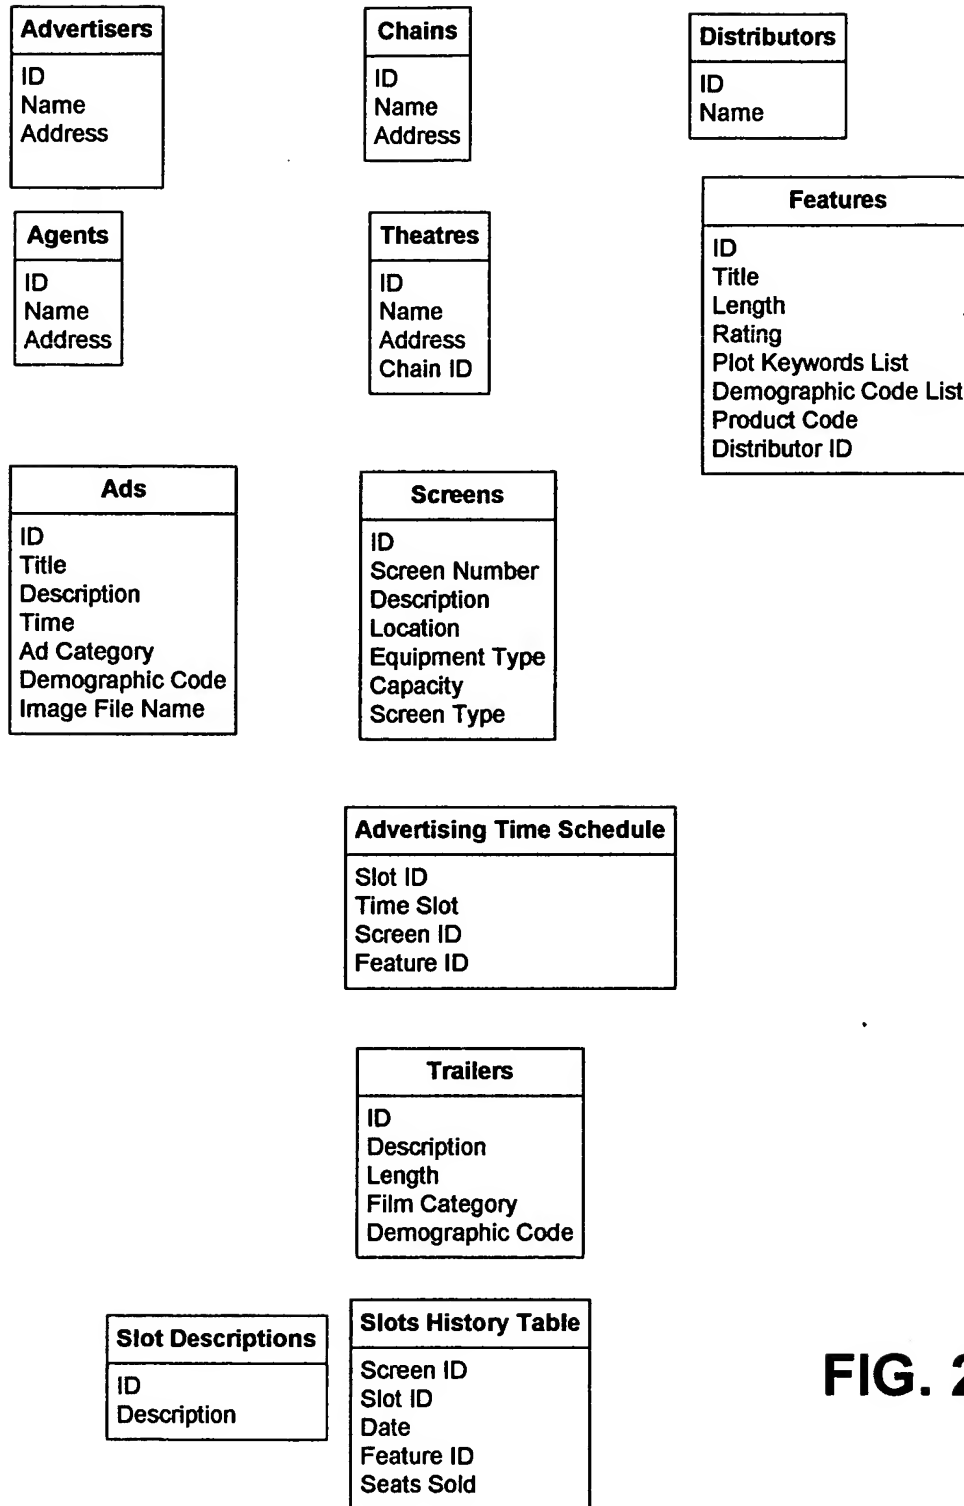 Advertisers
ID
Name
Address
Chains
ID
Name
Address
Distributors
ID
Name
Agents
ID
Name
Address
Theatres
ID
Name
Address
Chain ID
Features
ID
Title
Length
Rating
Plot Keywords List
Demographic Code List
Product Code
Distributor ID
Ads
ID
Title
Description
Time
Ad Category
Demographic Code
Image File Name
Screens
ID
Screen Number
Description
Location
Equipment Type
Capacity
Screen Type
Advertising Time Schedule
Slot ID
Time Slot
Screen ID
Feature ID
Trailers
ID
Description
Length
Film Category
Demographic Code
Slot Descriptions
ID
Description
Slots History Table
Screen ID
Slot ID
Date
Feature ID
Seats Sold
FIG. 2